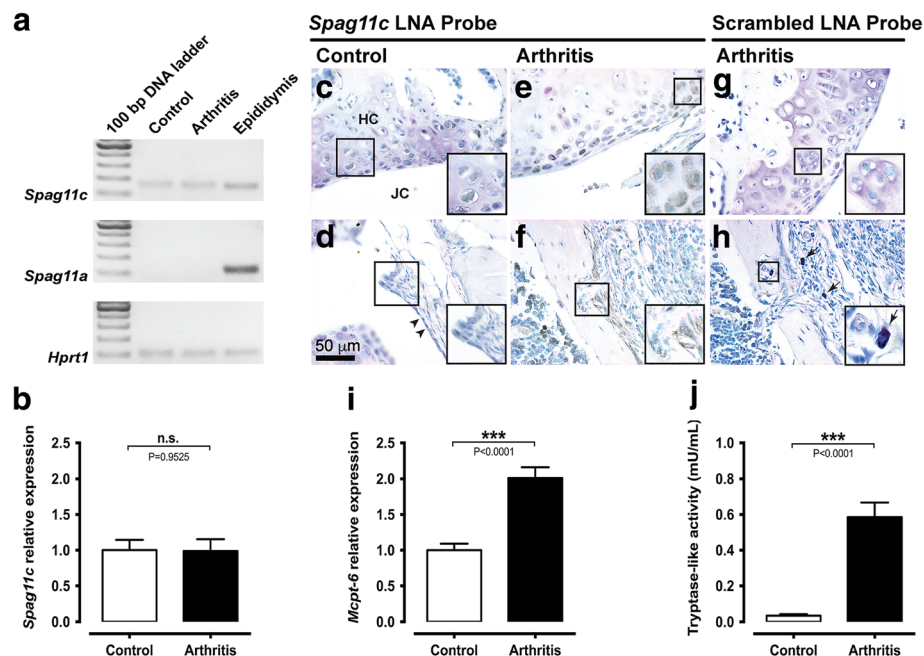 a
100 bp DNA ladder
Control
Arthritis
Epididymis
Spag11c
Spag11a
Hprt1
Spag11c LNA Probe
Scrambled LNA Probe
Control
Arthritis
Arthritis
c
HC
JC
e
g
d
50 μm
f
h
b
Spag11c relative expression
2.5
2.0
1.5
1.0
0.5
0.0
n.s.
P=0.9525
Control
Arthritis
i
Mcpt-6 relative expression
2.5
2.0
1.5
1.0
0.5
0.0
***
P<0.0001
Control
Arthritis
j
Tryptase-like activity (mU/mL)
1.0
0.8
0.6
0.4
0.2
0.0
***
P<0.0001
Control
Arthritis